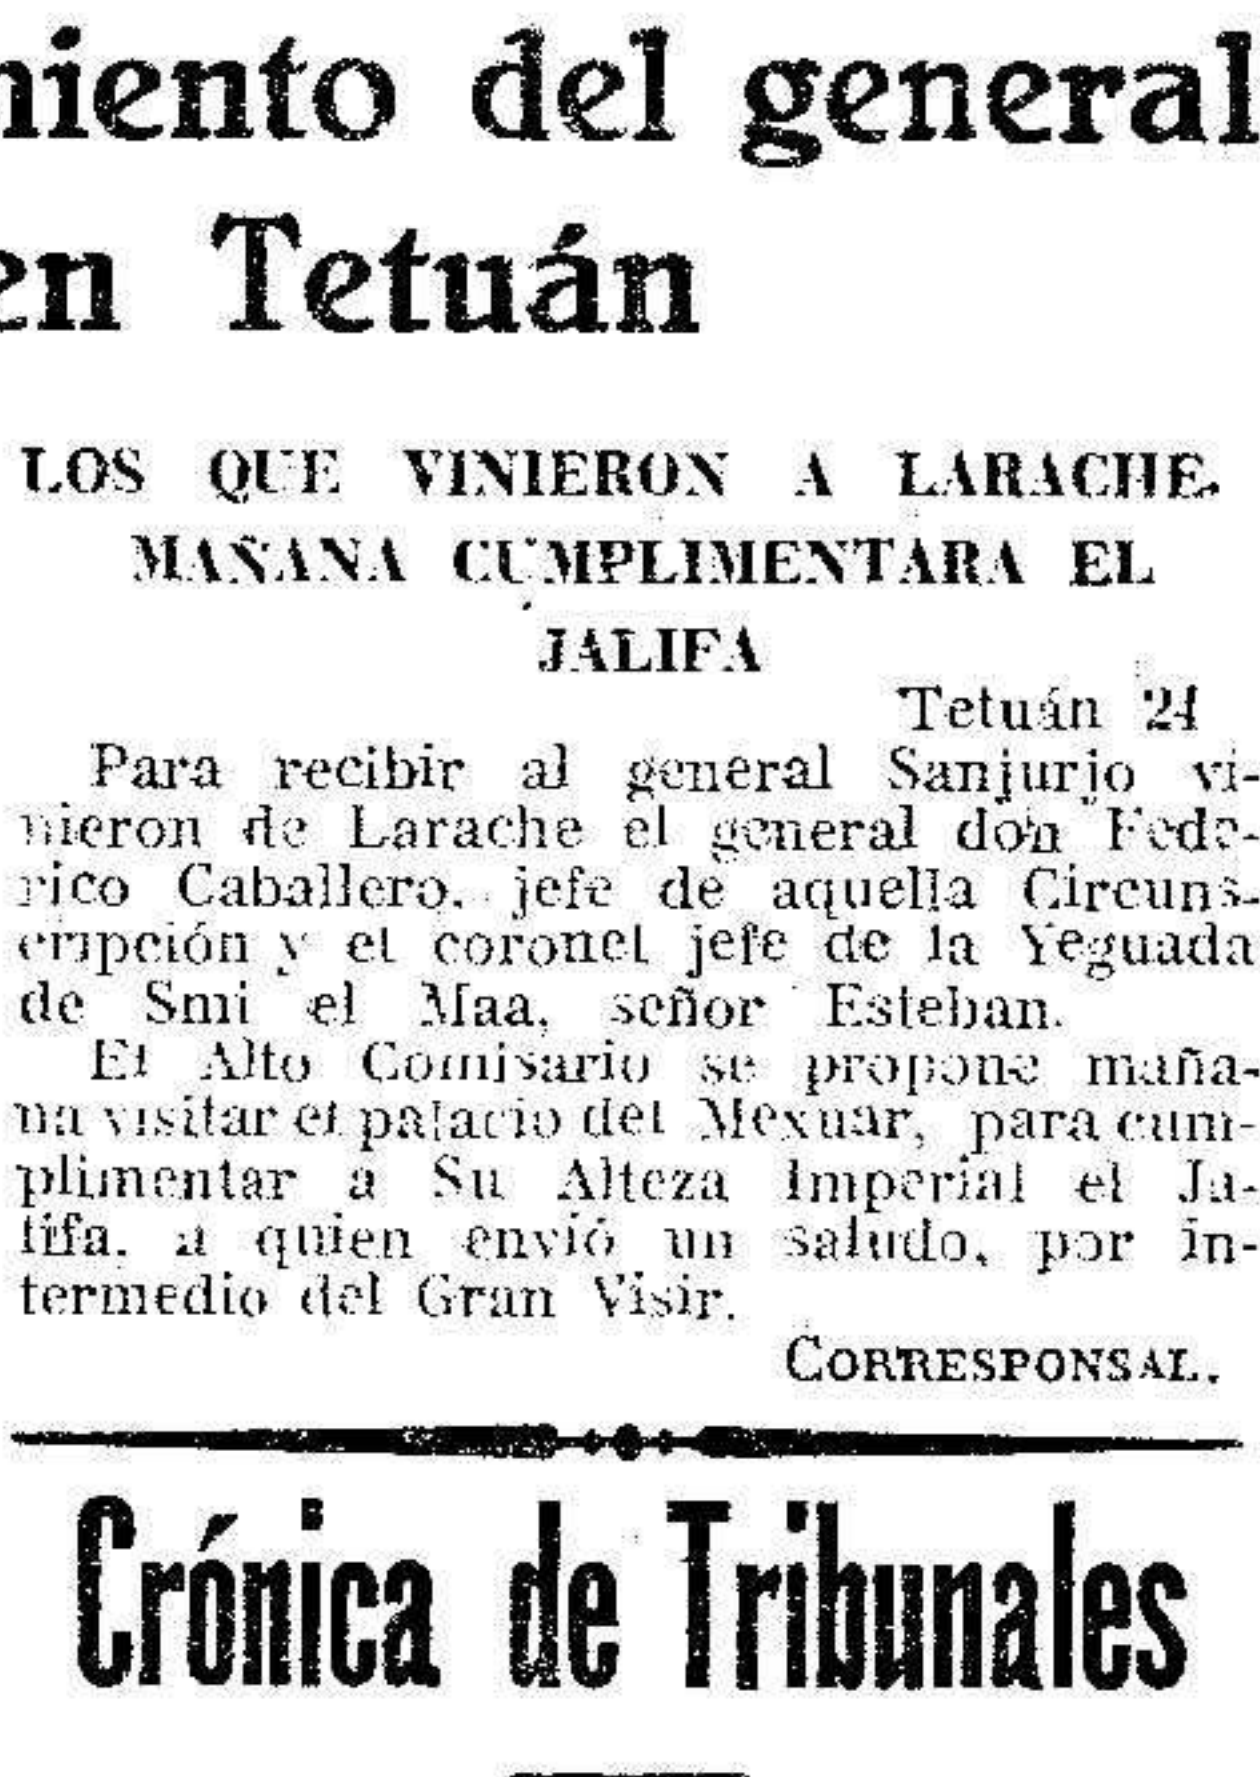 miento del general
en Tetuán
LOS QUE VINIERON A LARACHE.
MAÑANA CUMPLIMENTARA EL
JALIFA
Tetuán 24
Para recibir al general Sanjurjo vi-
nieron de Larache el general don Fede-
rico Caballero, jefe de aquella Circuns-
cripción y el coronel jefe de la Yeguada
de Smi el Maa, señor Esteban.
El Alto Comisario se propone maña-
na visitar el palacio del Mexuar, para cum-
plimentar a Su Alteza Imperial el Ja-
lifa, a quien envió un saludo, por in-
termedio del Gran Visir.
CORRESPONSAL.
Crónica de Tribunales